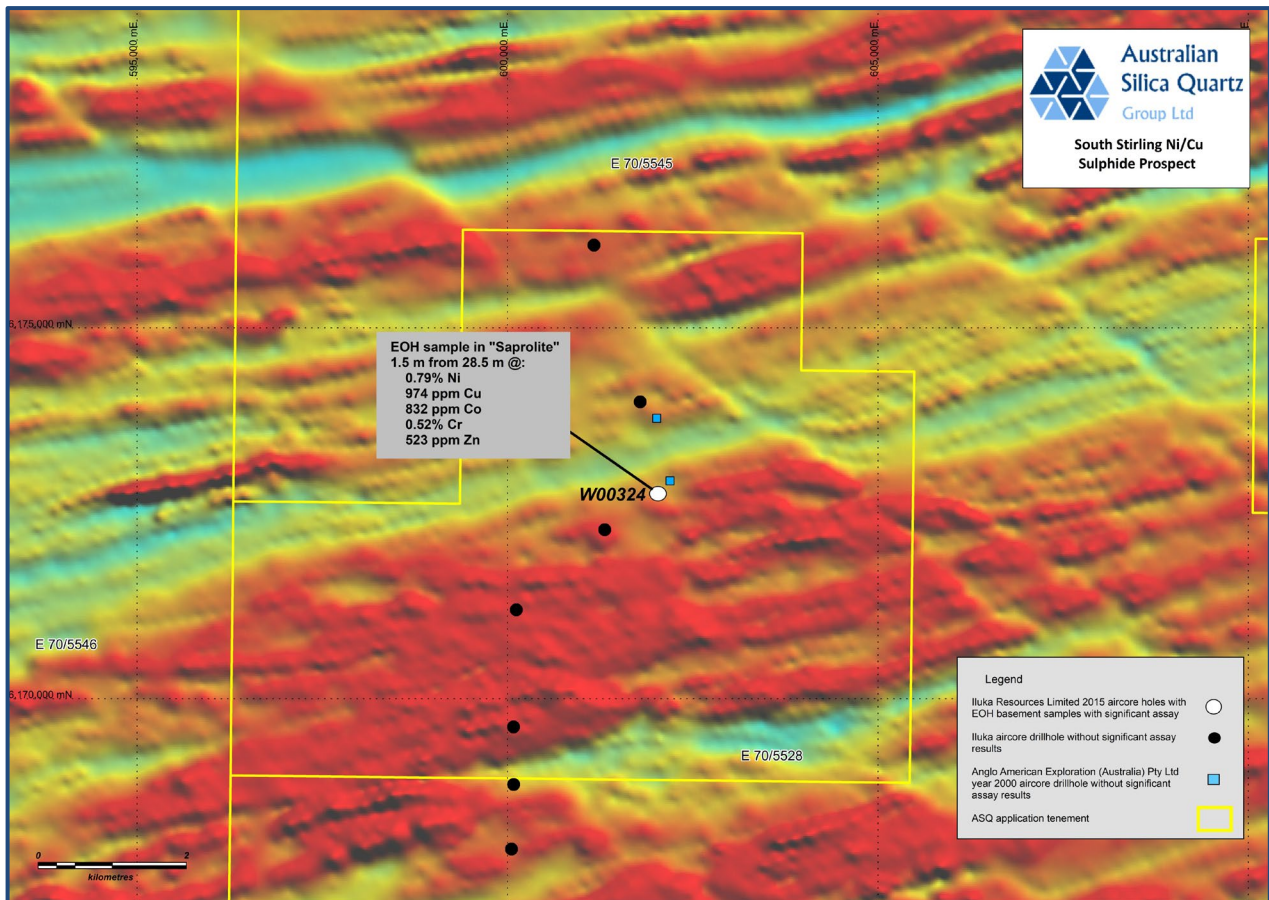 595,000 mE
600,000 mE
605,000 mE
E
Australian
Silica Quartz
Group Ltd
South Stirling Ni/Cu
Sulphide Prospect
E 70/5545
6,175,000 mN
EOH sample in "Saprolite"
1.5 m from 28.5 m @:
0.79% Ni
974 ppm Cu
832 ppm Co
0.52% Cr
523 ppm Zn
W00324
E 70/5546
6,170,000 mN
E 70/5528
Legend
Iluka Resources Limited 2015 aircore holes with
EOH basement samples with significant assay
Iluka aircore drillhole without significant assay
results
Anglo American Exploration (Australia) Pty Ltd
year 2000 aircore drillhole without significant
assay results
ASQ application tenement
0 2
kilometres